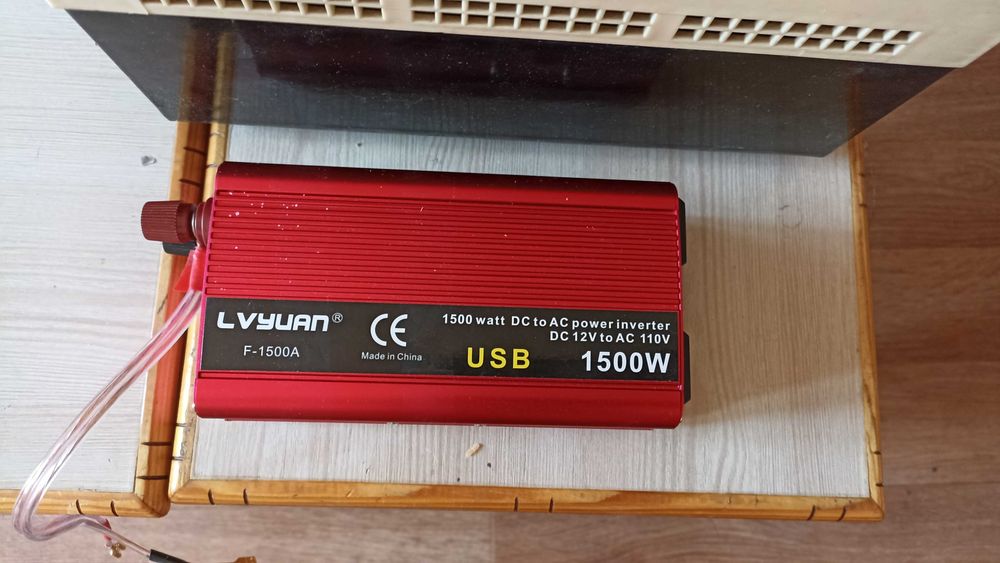 LVYUAN®
F-1500A
CE
Made in China
1500 watt DC to AC power inverter
DC 12V to AC 110V
USB 1500W